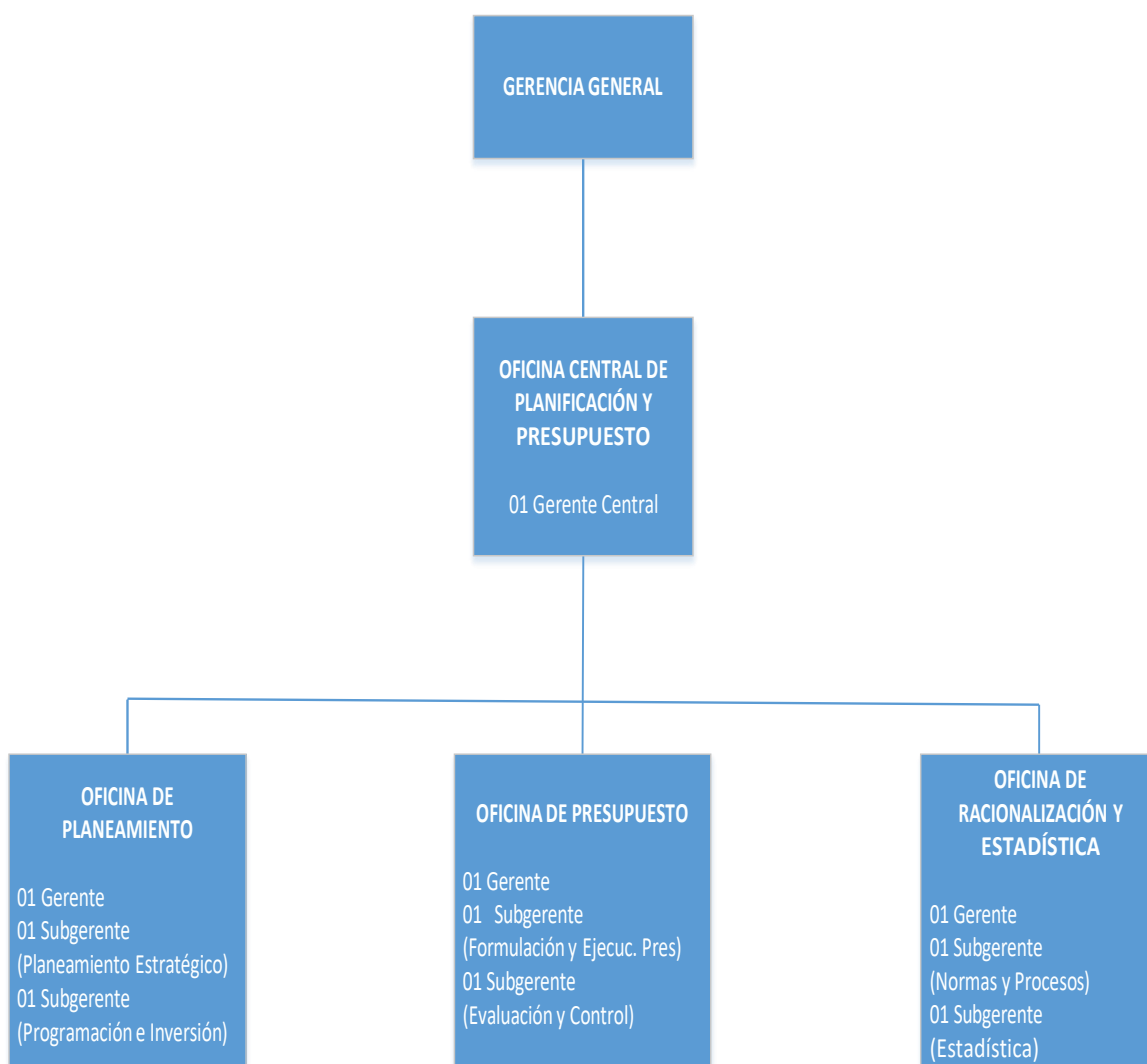 GERENCIA GENERAL
OFICINA CENTRAL DE
PLANIFICACIÓN Y
PRESUPUESTO
01 Gerente Central
OFICINA DE
PLANEAMIENTO
01 Gerente
01 Subgerente
(Planeamiento Estratégico)
01 Subgerente
(Programación e Inversión)
OFICINA DE PRESUPUESTO
01 Gerente
01 Subgerente
(Formulación y Ejecuc. Pres)
01 Subgerente
(Evaluación y Control)
OFICINA DE
RACIONALIZACIÓN Y
ESTADÍSTICA
01 Gerente
01 Subgerente
(Normas y Procesos)
01 Subgerente
(Estadística)